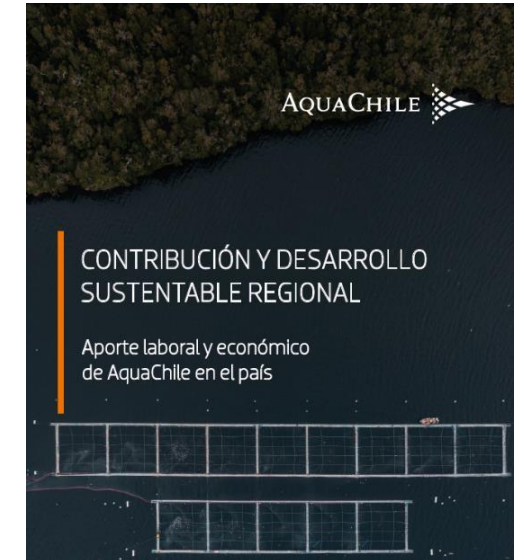 AQUACHILE
CONTRIBUCIÓN Y DESARROLLO
SUSTENTABLE REGIONAL
Aporte laboral y económico
de AquaChile en el país